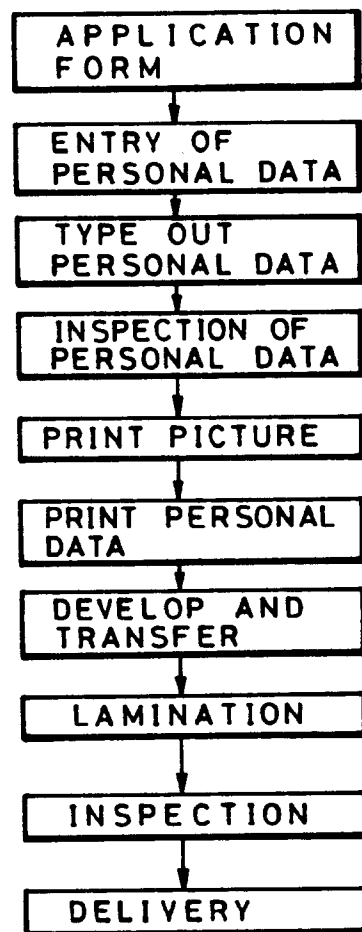 APPLICATION
FORM
ENTRY OF
PERSONAL DATA
TYPE OUT
PERSONAL DATA
INSPECTION OF
PERSONAL DATA
PRINT PICTURE
PRINT PERSONAL
DATA
DEVELOP AND
TRANSFER
LAMINATION
INSPECTION
DELIVERY